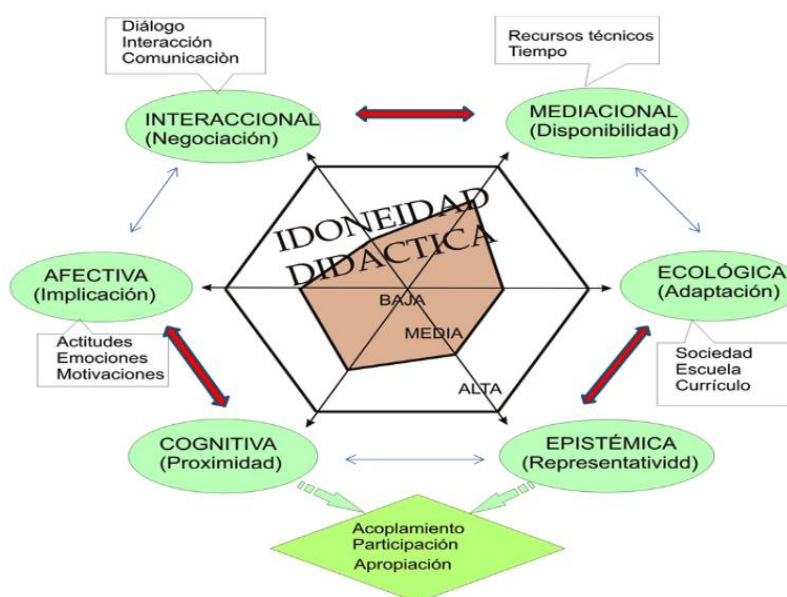 Diálogo
Interacción
Comunicaciòn
Recursos técnicos
Tiempo
INTERACCIONAL
(Negociación)
MEDIACIONAL
(Disponibilidad)
IDONEIDAD
DIDACTICA
AFECTIVA
(Implicación)
ECOLÓGICA
(Adaptación)
BAJA
MEDIA
ALTA
Actitudes
Emociones
Motivaciones
Sociedad
Escuela
Currículo
COGNITIVA
(Proximidad)
EPISTÉMICA
(Representatividd)
Acoplamiento
Participación
Apropiación